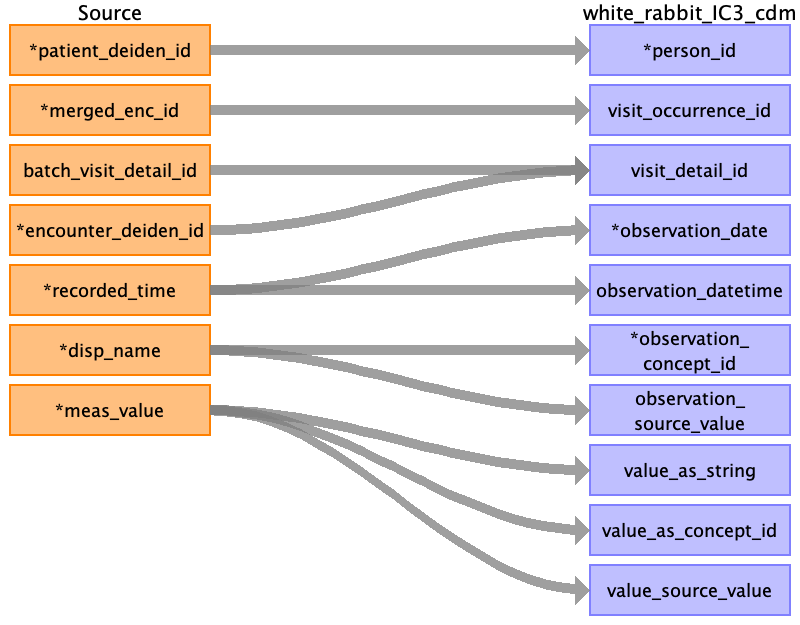 Source
white_rabbit_IC3_cdm
*patient_deiden_id
*person_id
*merged_enc_id
visit_occurrence_id
batch_visit_detail_id
visit_detail_id
*encounter_deiden_id
*observation_date
*recorded_time
observation_datetime
*disp_name
*observation_
concept_id
*meas_value
observation_
source_value
value_as_string
value_as_concept_id
value_source_value